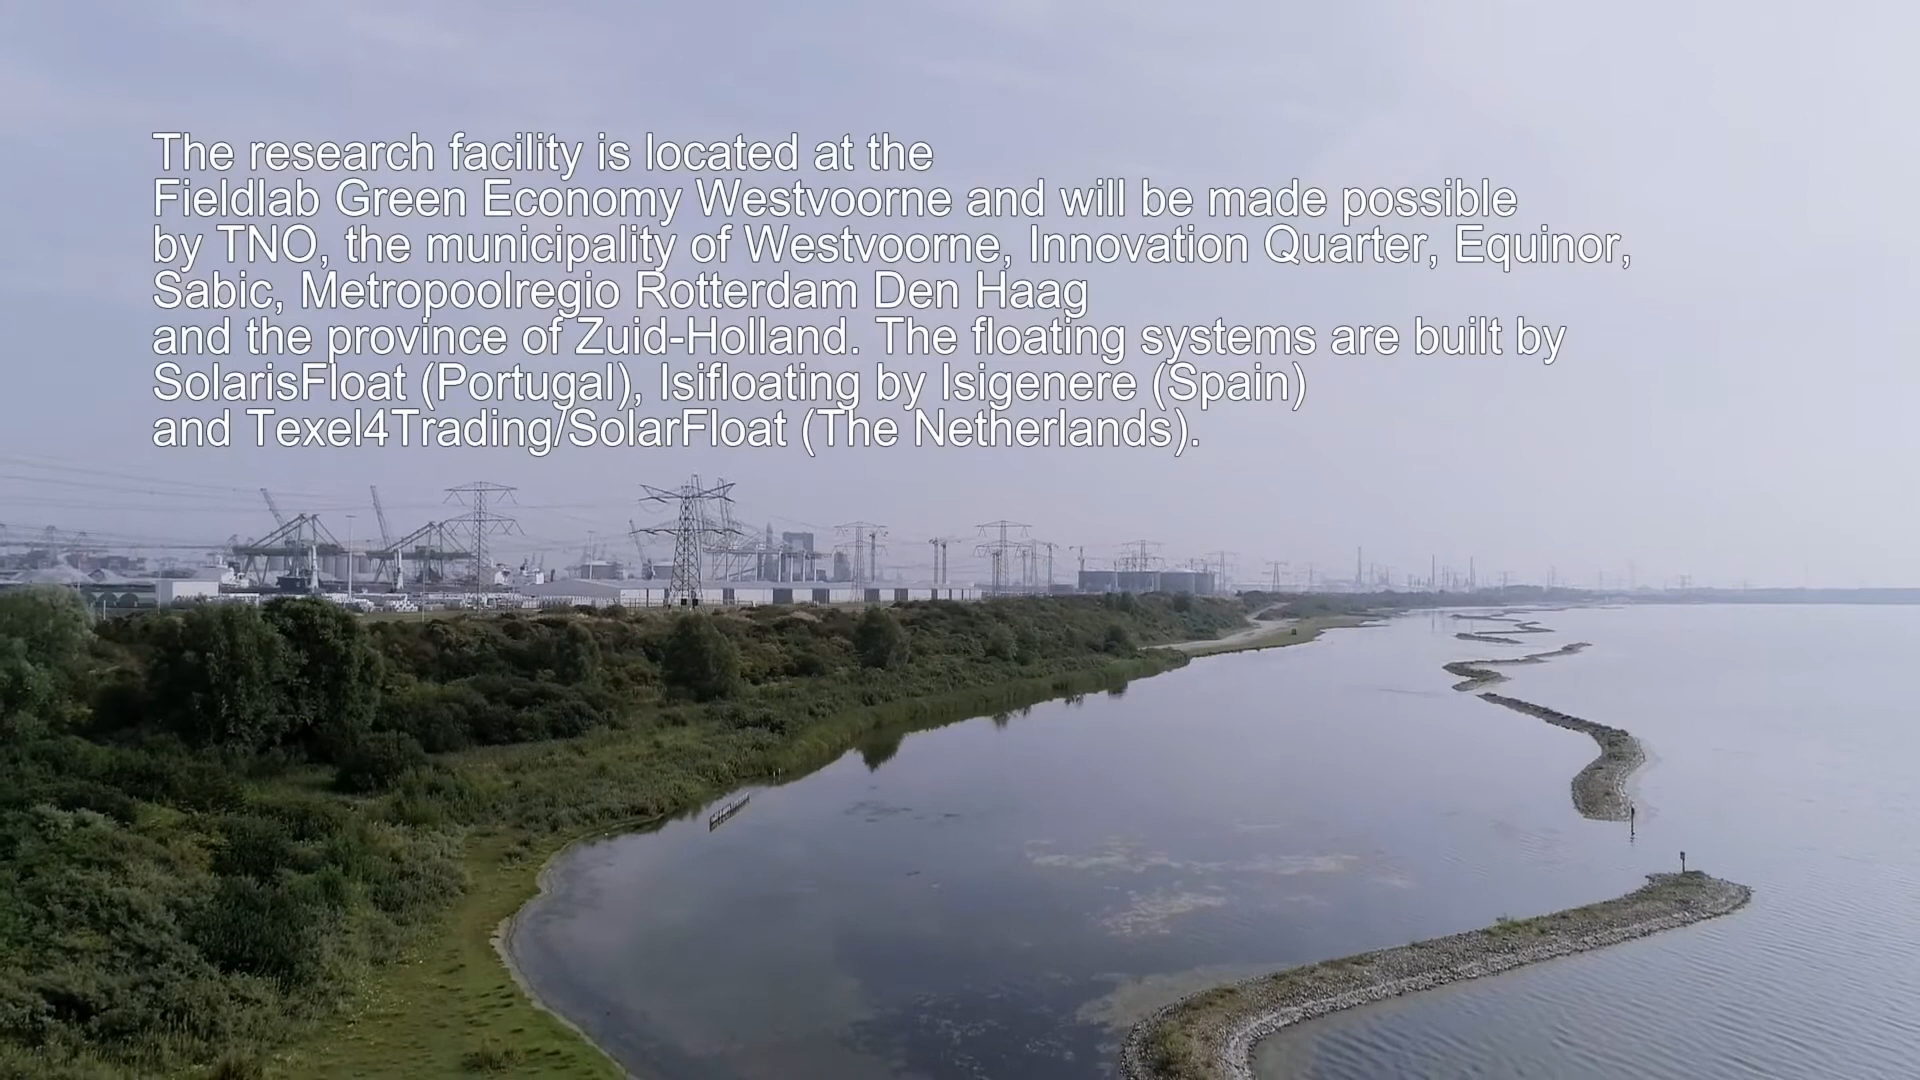 The research facility is located at the
Fieldlab Green Economy Westvoorne and will be made possible
by TNO, the municipality of Westvoorne, Innovation Quarter, Equinor,
Sabic, Metropoolregio Rotterdam Den Haag
and the province of Zuid-Holland. The floating systems are built by
SolarisFloat (Portugal), Isifloating by Isigenere (Spain)
and Texel4Trading/SolarFloat (The Netherlands).